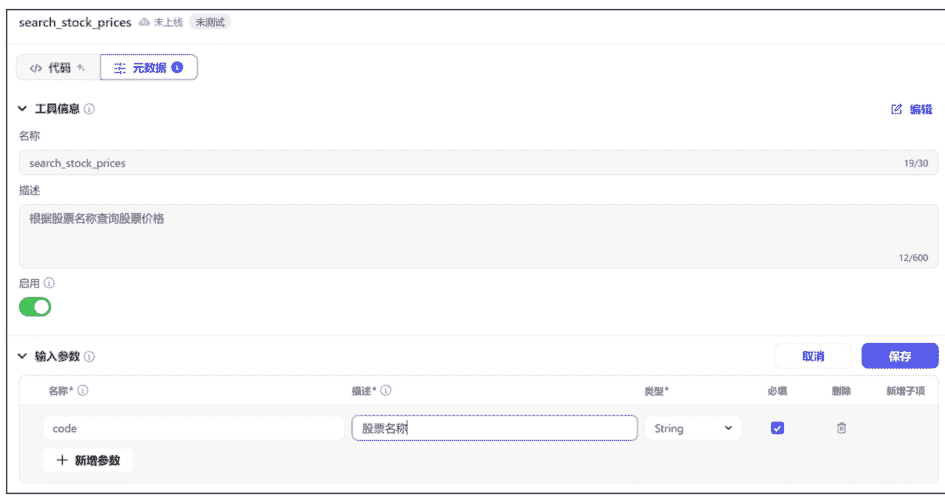 search_stock_prices 未上线 未测试
代码 元数据
工具信息 编辑
名称
search_stock_prices 19/30
描述
根据股票名称查询股票价格
12/600
启用
输入参数 取消 保存
名称* 描述* 类型* 必填 删除 新增子项
code 股票名称 String
+ 新增参数